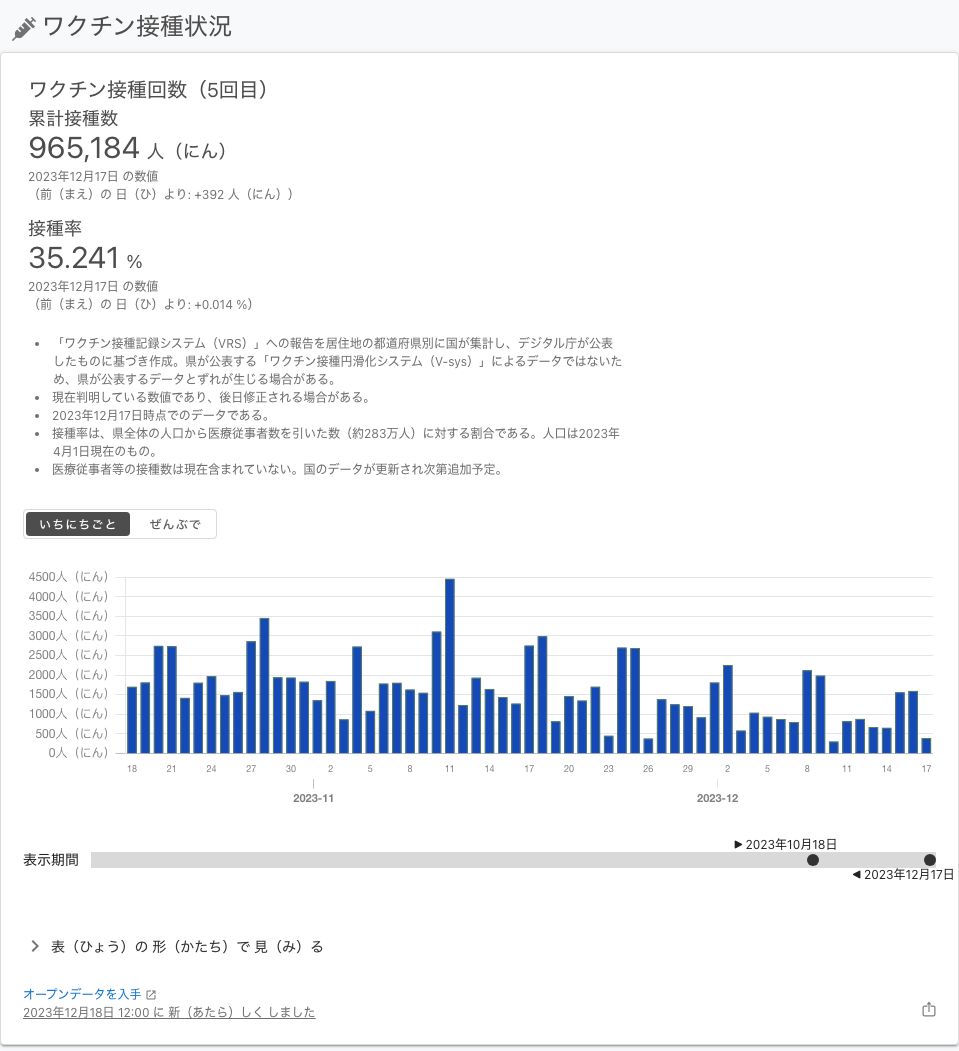 ワクチン接種状況
ワクチン接種回数（5回目）
累計接種数
965,184 人（にん）
2023年12月17日 の数値
（前（まえ）の 日（ひ）より: +392 人（にん））
接種率
35.241 %
2023年12月17日 の数値
（前（まえ）の 日（ひ）より: +0.014 %）
「ワクチン接種記録システム（VRS）」への報告を居住地の都道府県別に国が集計し、デジタル庁が公表
したものに基づき作成。県が公表する「ワクチン接種円滑化システム（V-sys）」によるデータではないた
め、県が公表するデータとずれが生じる場合がある。
現在判明している数値であり、後日修正される場合がある。
2023年12月17日時点でのデータである。
接種率は、県全体の人口から医療従事者数を引いた数（約283万人）に対する割合である。人口は2023年
4月1日現在のもの。
医療従事者等の接種数は現在含まれていない。国のデータが更新され次第追加予定。
いちにちごと ぜんぶで
4500人（にん）
4000人（にん）
3500人（にん）
3000人（にん）
2500人（にん）
2000人（にん）
1500人（にん）
1000人（にん）
500人（にん）
0人（にん）
18 21 24 27 30 2 5 8 11 14 17 20 23 26 29 2 5 8 11 14 17
2023-11 2023-12
2023年10月18日
表示期間
2023年12月17日
表（ひょう）の 形（かたち）で 見（み）る
オープンデータを入手
2023年12月18日 12:00 に 新（あたら）しく しました